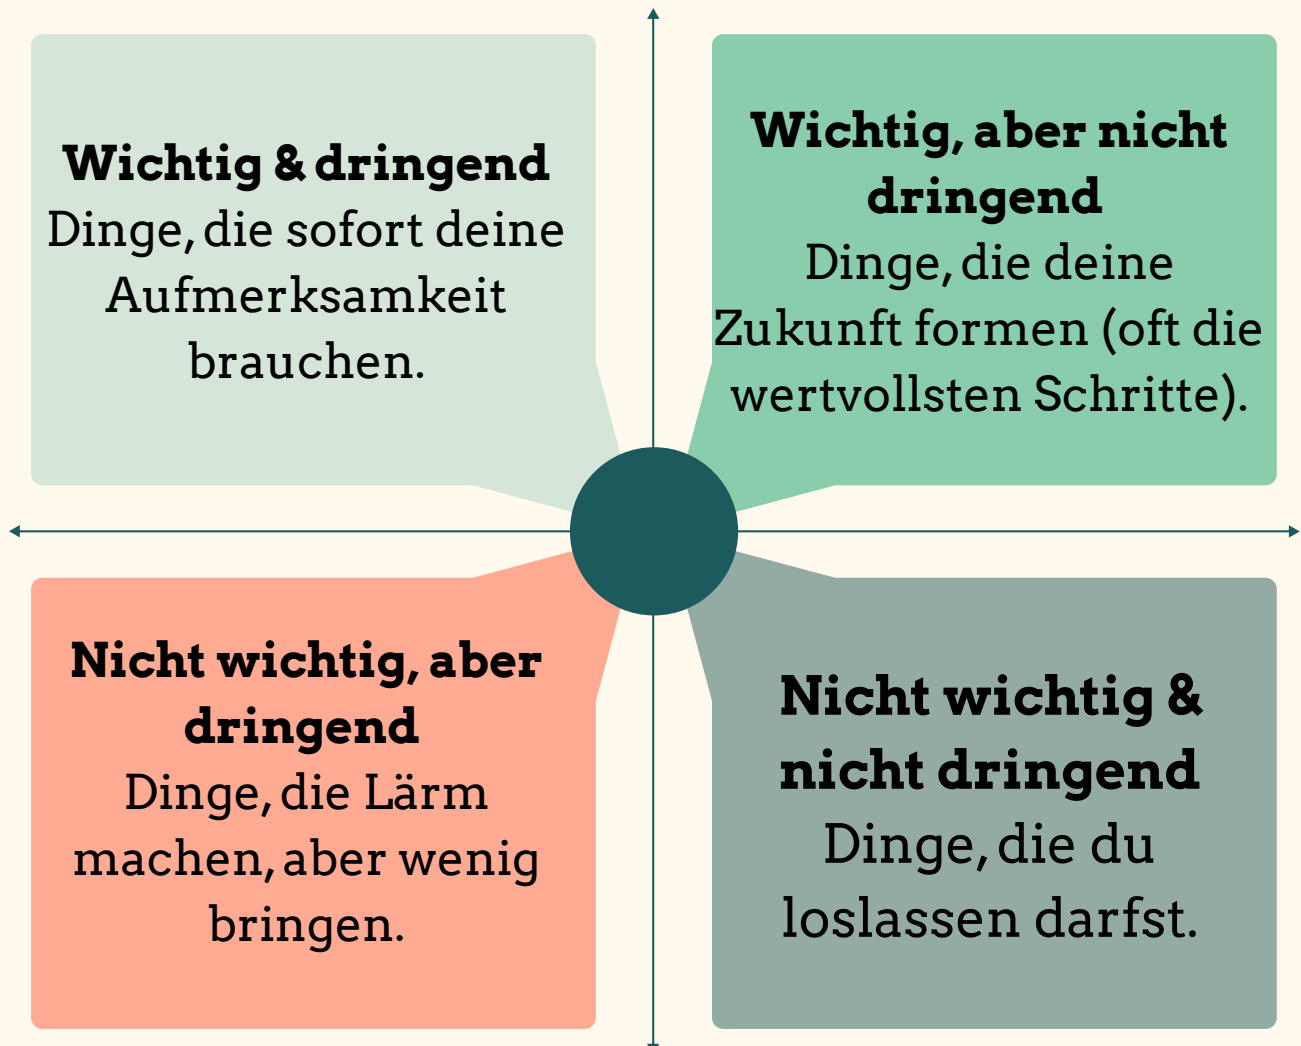 Wichtig & dringend
Dinge, die sofort deine
Aufmerksamkeit
brauchen.
Wichtig, aber nicht
dringend
Dinge, die deine
Zukunft formen (oft die
wertvollsten Schritte).
Nicht wichtig, aber
dringend
Dinge, die Lärm
machen, aber wenig
bringen.
Nicht wichtig &
nicht dringend
Dinge, die du
loslassen darfst.